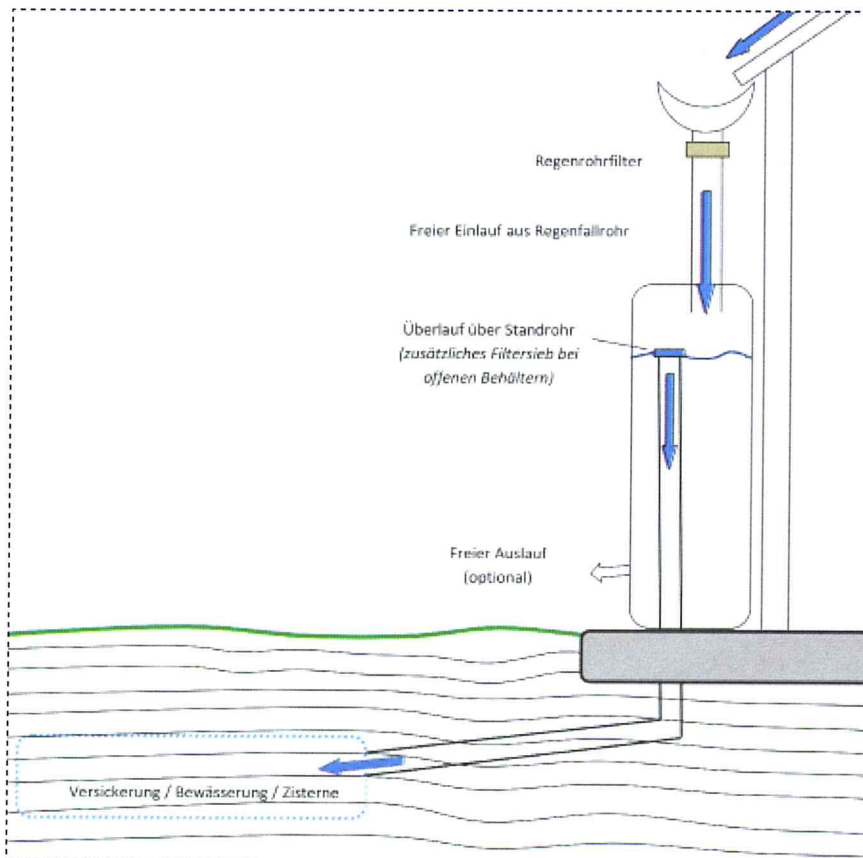 Regenrohrfilter
Freier Einlauf aus Regenfallrohr
Überlauf über Standrohr
(zusätzliches Filtersieb bei
offenen Behältern)
Freier Auslauf
(optional)
Versickerung / Bewässerung / Zisterne